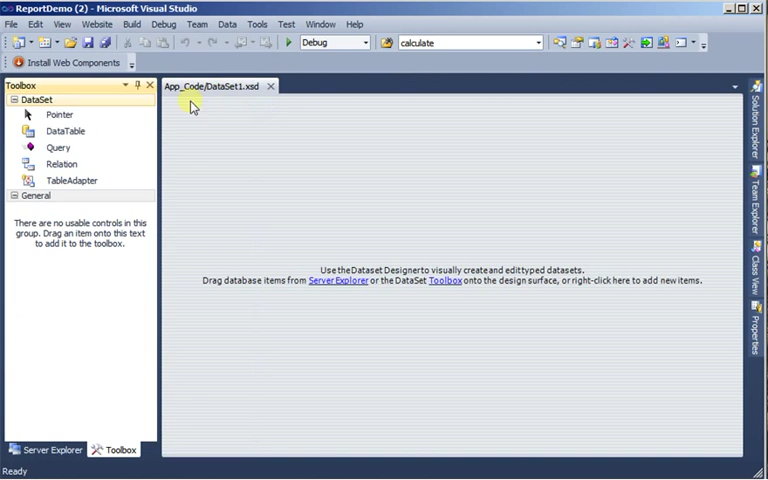 ReportDemo (2) - Microsoft Visual Studio
File Edit View Website Build Debug Team Data Tools Test Window Help
Debug calculate
Install Web Components
Toolbox
App_Code/DataSet1.xsd
DataSet
Pointer
DataTable
Query
Relation
TableAdapter
General
There are no usable controls in this
group. Drag an item onto this text
to add it to the toolbox.
Use the Dataset Designer to visually create and edit typed datasets.
Drag database items from Server Explorer or the DataSet Toolbox onto the design surface, or right-click here to add new items.
Solution Explorer
Team Explorer
Class View
Properties
Server Explorer Toolbox
Ready